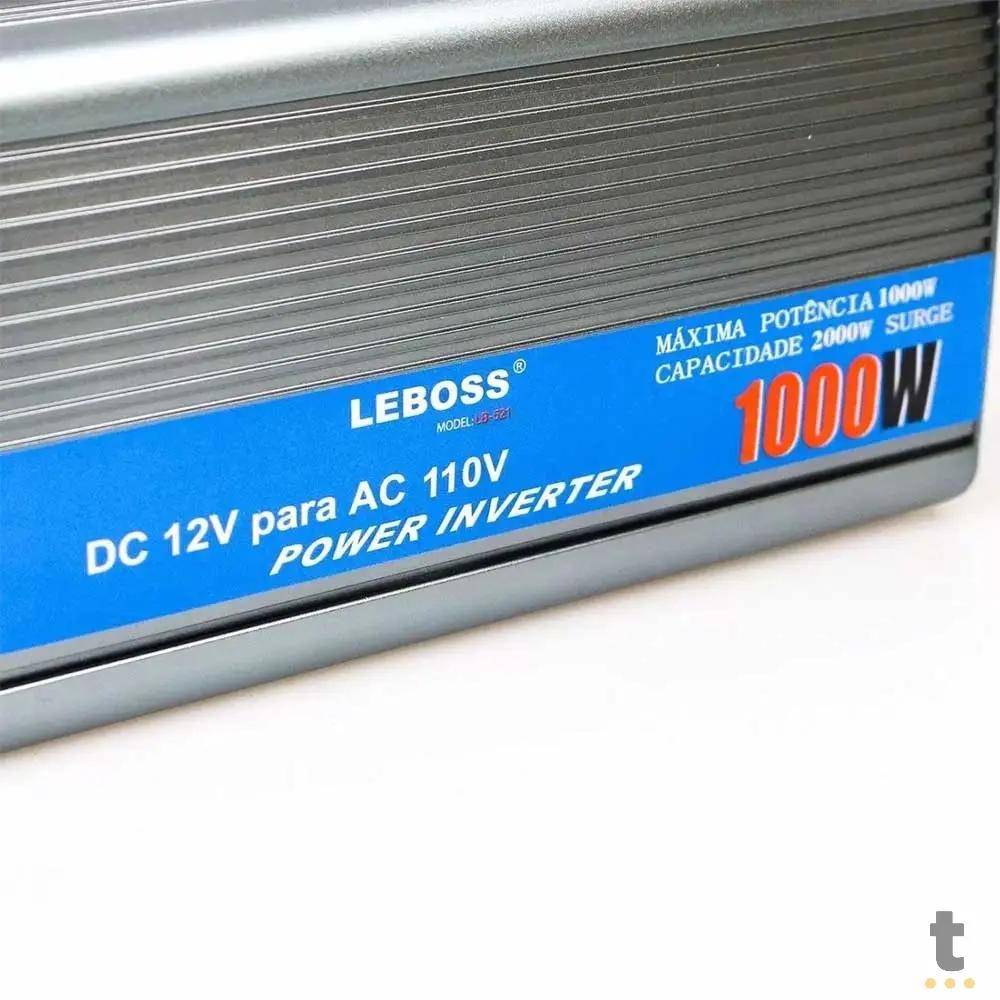 MÁXIMA POTÊNCIA 1000W
CAPACIDADE 2000W SURGE
1000W
LEBOSS®
MODEL:LB-521
DC 12V para AC 110V
POWER INVERTER
t